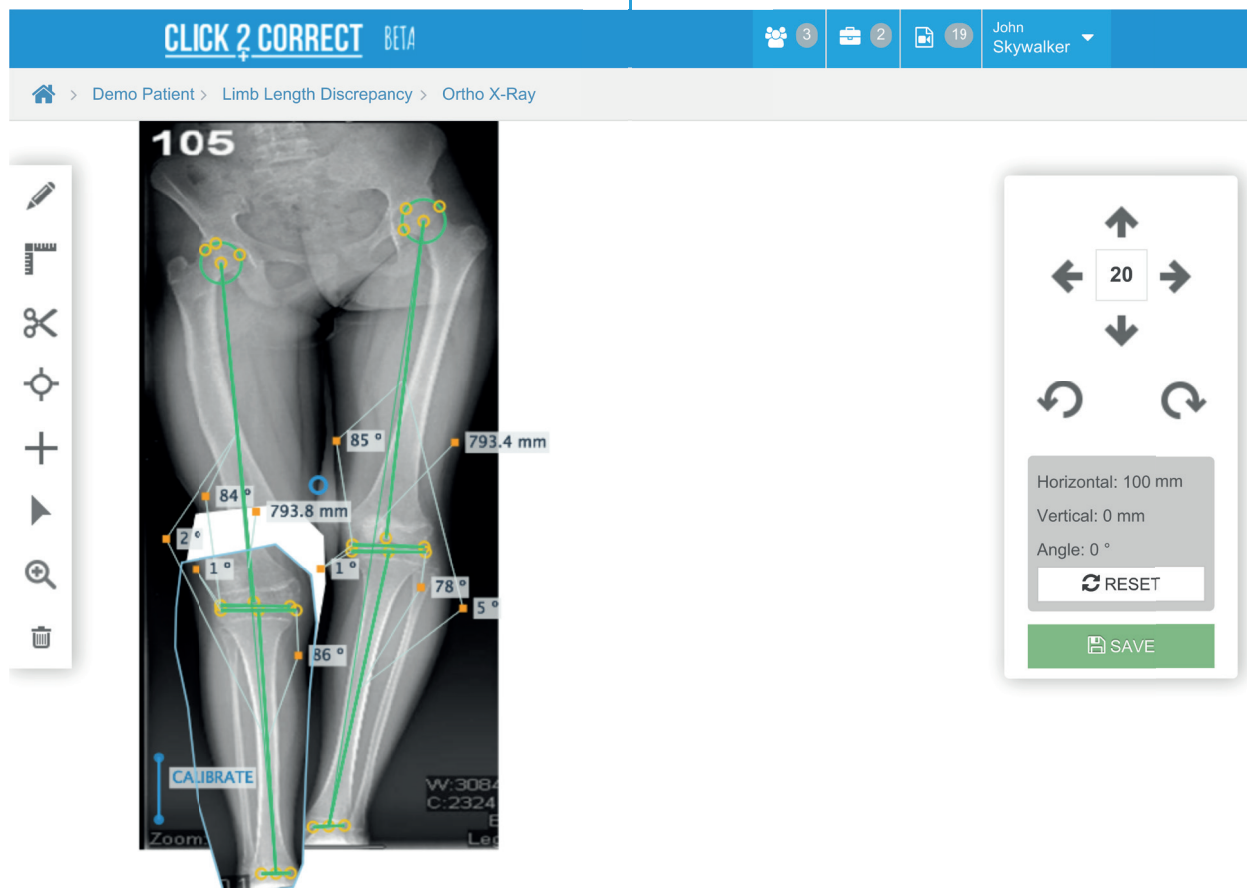 CLICK 2 CORRECT BETA
3
2
19
John
Skywalker
> Demo Patient > Limb Length Discrepancy > Ortho X-Ray
105
20
85 °
793.4 mm
84 °
793.8 mm
2 °
1 °
1 °
78 °
5 °
86 °
Horizontal: 100 mm
Vertical: 0 mm
Angle: 0 °
RESET
SAVE
CALIBRATE
W:3084
C:2324
Zoom:
Leg